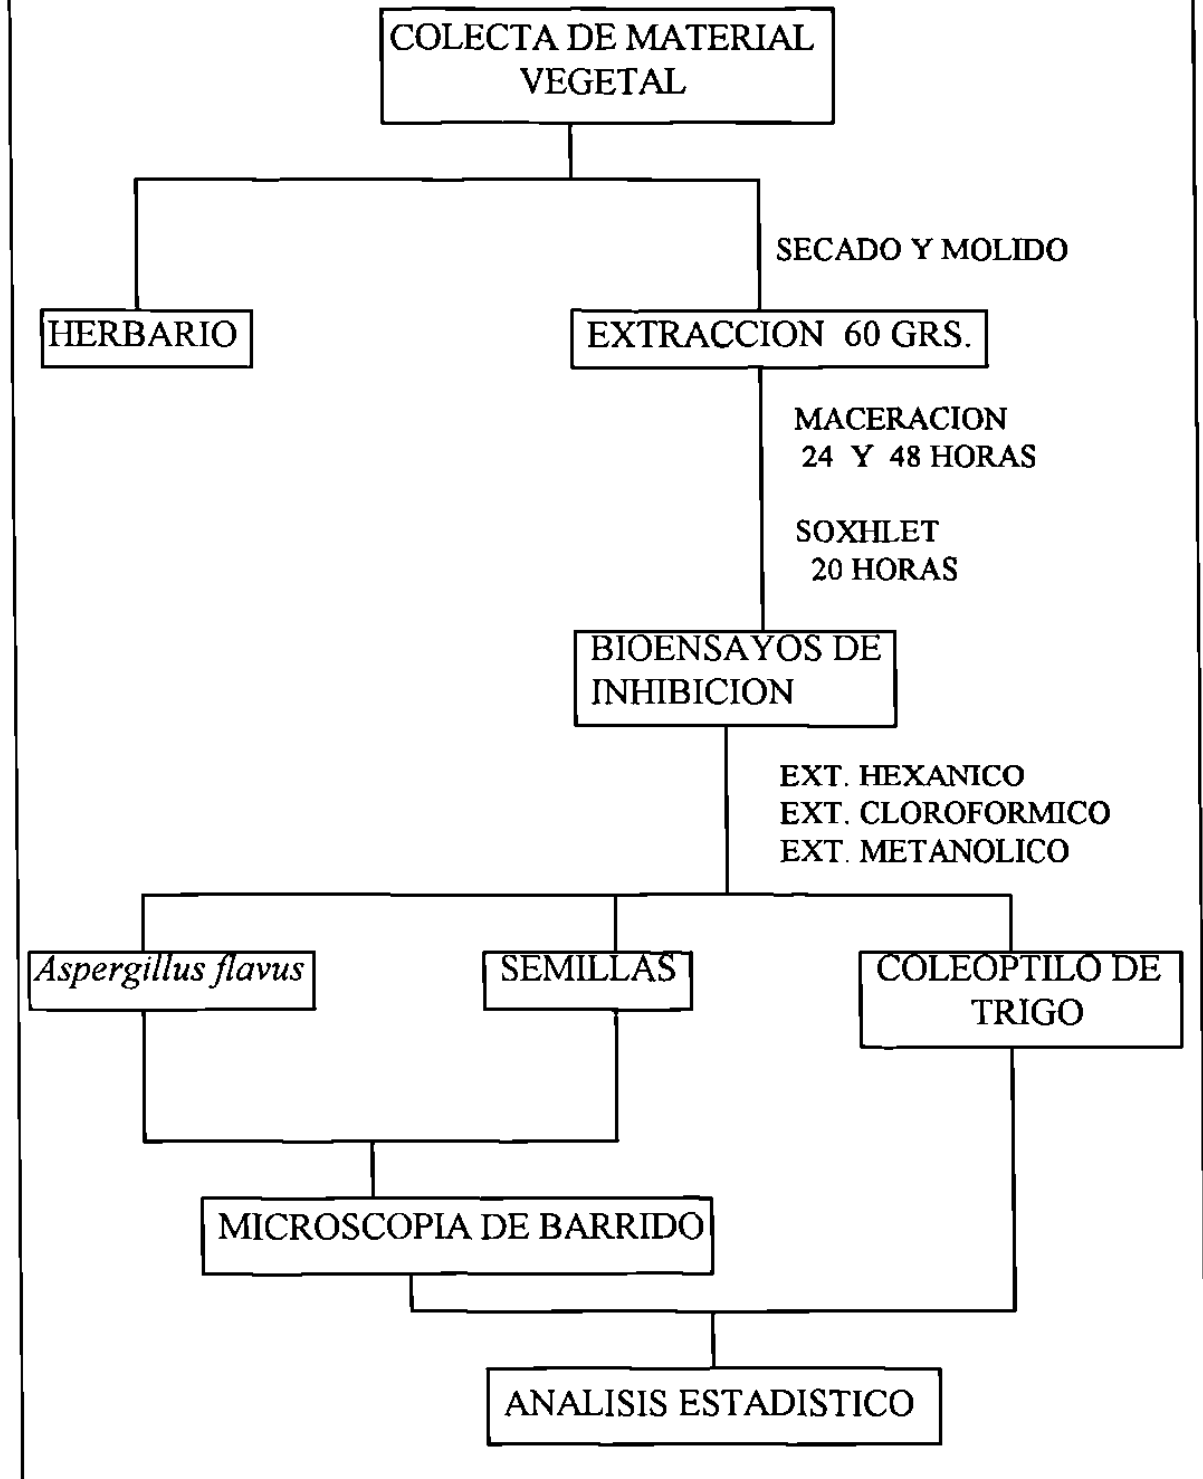 COLECTA DE MATERIAL
VEGETAL
SECADO Y MOLIDO
HERBARIO
EXTRACCION 60 GRS.
MACERACION
24 Y 48 HORAS
SOXHLET
20 HORAS
BIOENSAYOS DE
INHIBICION
EXT. HEXANICO
EXT. CLOROFORMICO
EXT. METANOLICO
Aspergillus flavus
SEMILLAS
COLEOPTILO DE
TRIGO
MICROSCOPIA DE BARRIDO
ANALISIS ESTADISTICO